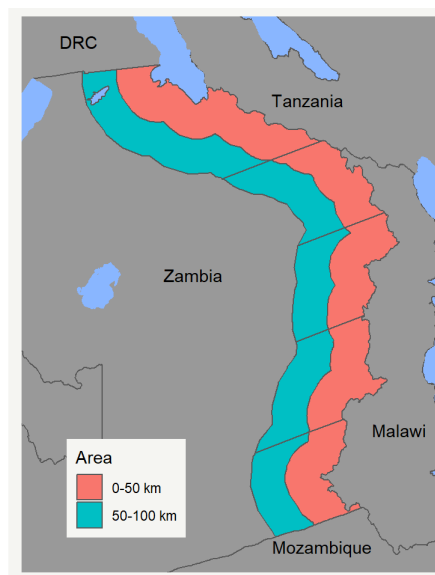 DRC
Tanzania
Zambia
Malawi
Area
0-50 km
50-100 km
Mozambique